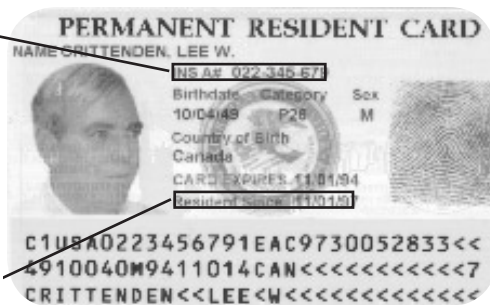 PERMANENT RESIDENT CARD
NAME CRITTENDEN, LEE W.
INS A# 022-345-679
Birthdate Category Sex
10/04/49 P26 M
Country of Birth
Canada
CARD EXPIRES 11/01/94
Resident Since 11/01/97
C1USA0223456791EAC9730052833<<
4910040M9411014CAN<<<<<<<<<<<7
CRITTENDEN<<LEE<W<<<<<<<<<<<<<